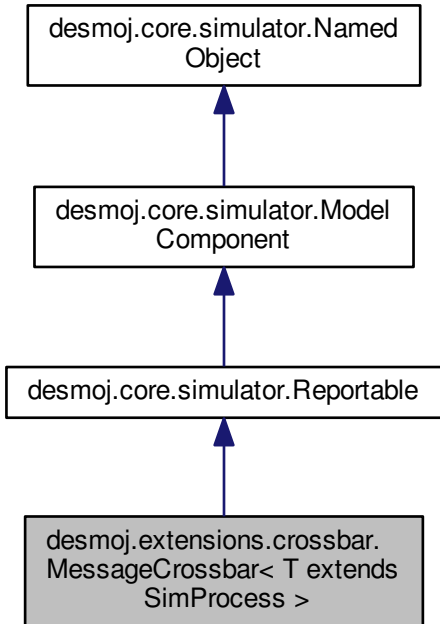 desmoj.core.simulator.Named
Object
desmoj.core.simulator.Model
Component
desmoj.core.simulator.Reportable
desmoj.extensions.crossbar.
MessageCrossbar< T extends
SimProcess >